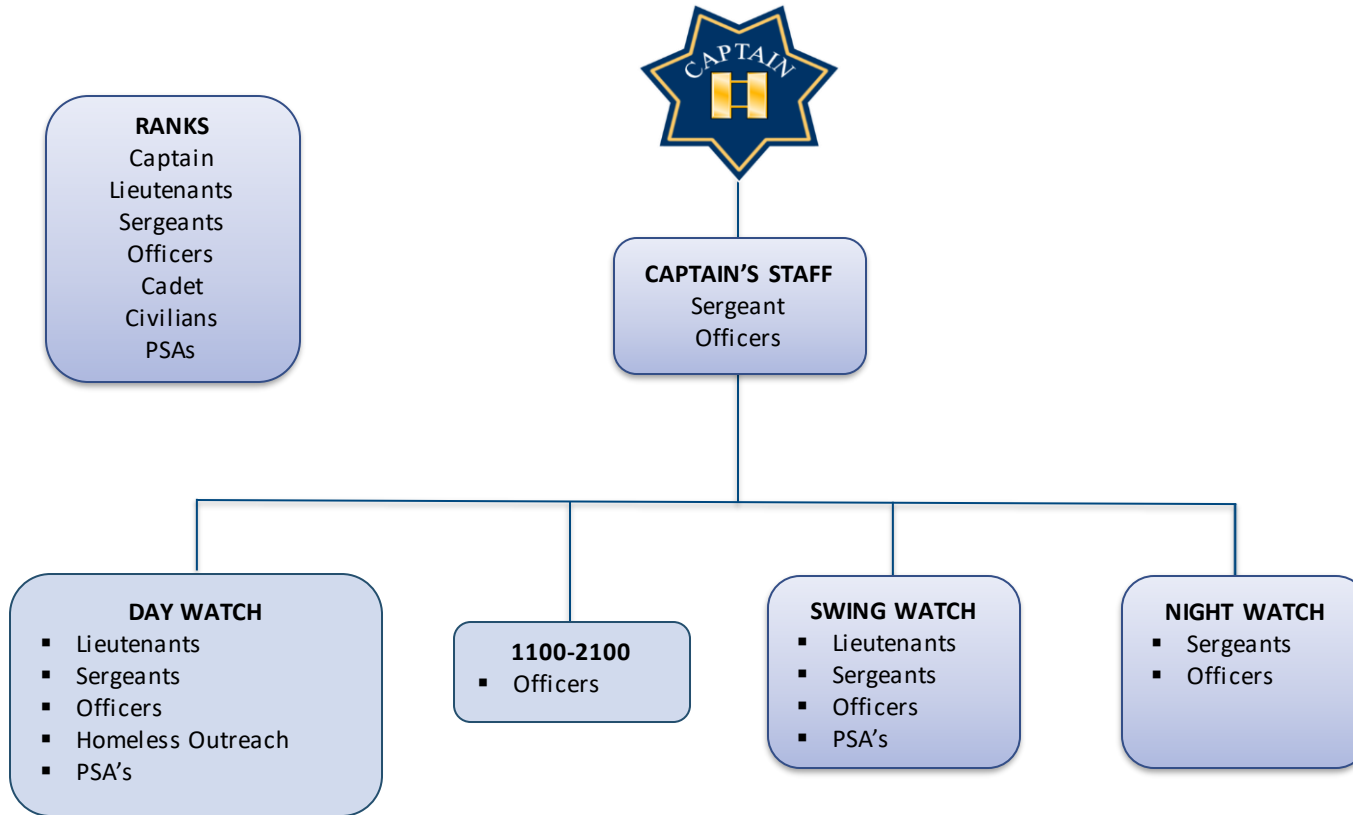 CAPTAIN
RANKS
Captain
Lieutenants
Sergeants
Officers
Cadet
Civilians
PSAs
CAPTAIN’S STAFF
Sergeant
Officers
DAY WATCH
▪ Lieutenants
▪ Sergeants
▪ Officers
▪ Homeless Outreach
▪ PSA’s
1100-2100
▪ Officers
SWING WATCH
▪ Lieutenants
▪ Sergeants
▪ Officers
▪ PSA’s
NIGHT WATCH
▪ Sergeants
▪ Officers